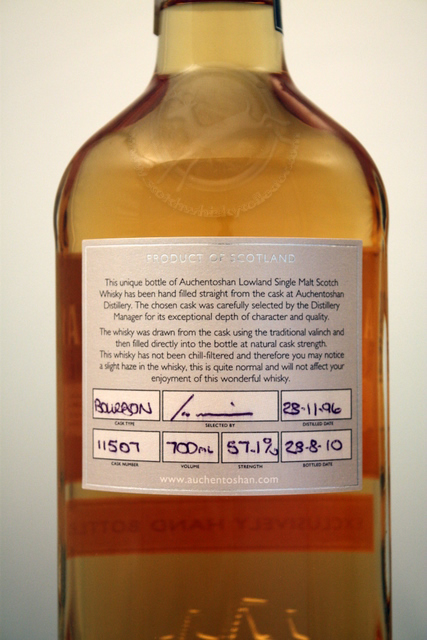 PRODUCT OF SCOTLAND
This unique bottle of Auchentoshan Lowland Single Malt Scotch
Whisky has been hand filled straight from the cask at Auchentoshan
Distillery. The chosen cask was carefully selected by the Distillery
Manager for its exceptional depth of character and quality.
The whisky was drawn from the cask using the traditional valinch and
then filled directly into the bottle at natural cask strength.
This whisky has not been chill-filtered and therefore you may notice
a slight haze in the whisky, this is quite normal and will not affect your
enjoyment of this wonderful whisky.
BOURBON 28-11-96
CASK TYPE SELECTED BY DISTILLED DATE
11507 700mL 57.1% 23-8-10
CASK NUMBER VOLUME STRENGTH BOTTLED DATE
www.auchentoshan.com
EXCLUSIVELY HAND BOTTL